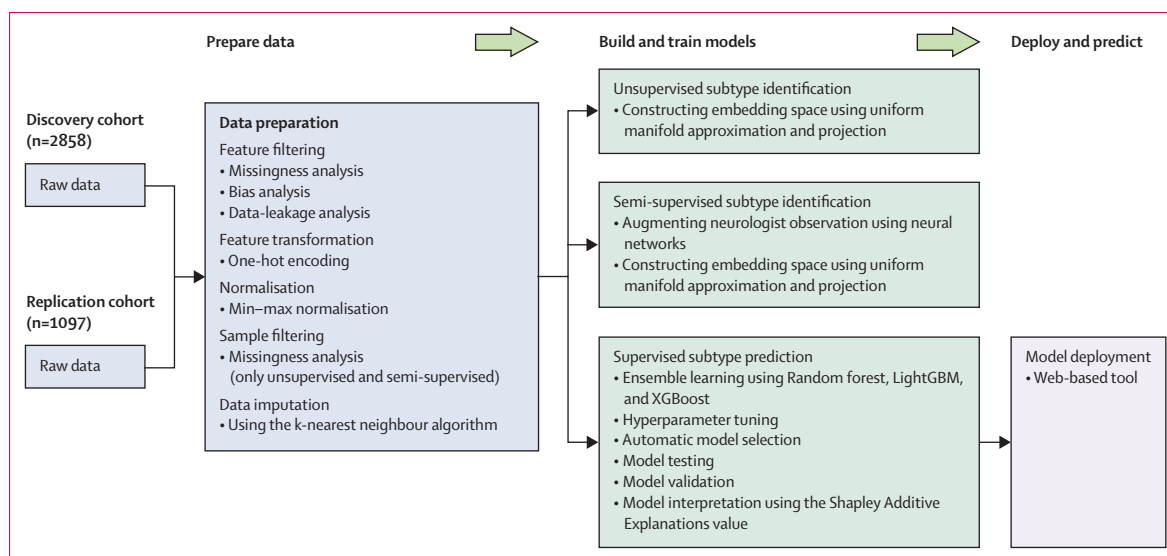 Prepare data
Build and train models
Deploy and predict
Discovery cohort
(n=2858)
Raw data
Replication cohort
(n=1097)
Raw data
Data preparation
Feature filtering
• Missingness analysis
• Bias analysis
• Data-leakage analysis
Feature transformation
• One-hot encoding
Normalisation
• Min–max normalisation
Sample filtering
• Missingness analysis
(only unsupervised and semi-supervised)
Data imputation
• Using the k-nearest neighbour algorithm
Unsupervised subtype identification
• Constructing embedding space using uniform
manifold approximation and projection
Semi-supervised subtype identification
• Augmenting neurologist observation using neural
networks
• Constructing embedding space using uniform
manifold approximation and projection
Supervised subtype prediction
• Ensemble learning using Random forest, LightGBM,
and XGBoost
• Hyperparameter tuning
• Automatic model selection
• Model testing
• Model validation
• Model interpretation using the Shapley Additive
Explanations value
Model deployment
• Web-based tool